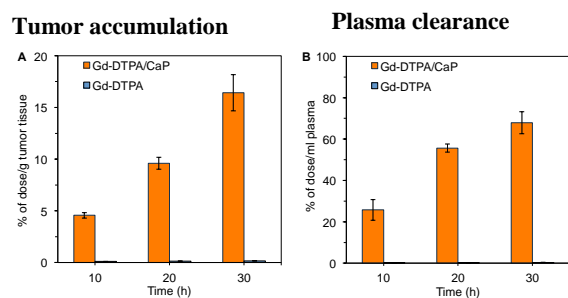 Tumor accumulation
Plasma clearance
A
Gd-DTPA/CaP
Gd-DTPA
% of dose/g tumor tissue
20
15
10
5
0
10 20 30
Time (h)
B
Gd-DTPA/CaP
Gd-DTPA
% of dose/ml plasma
100
80
60
40
20
0
10 20 30
Time (h)